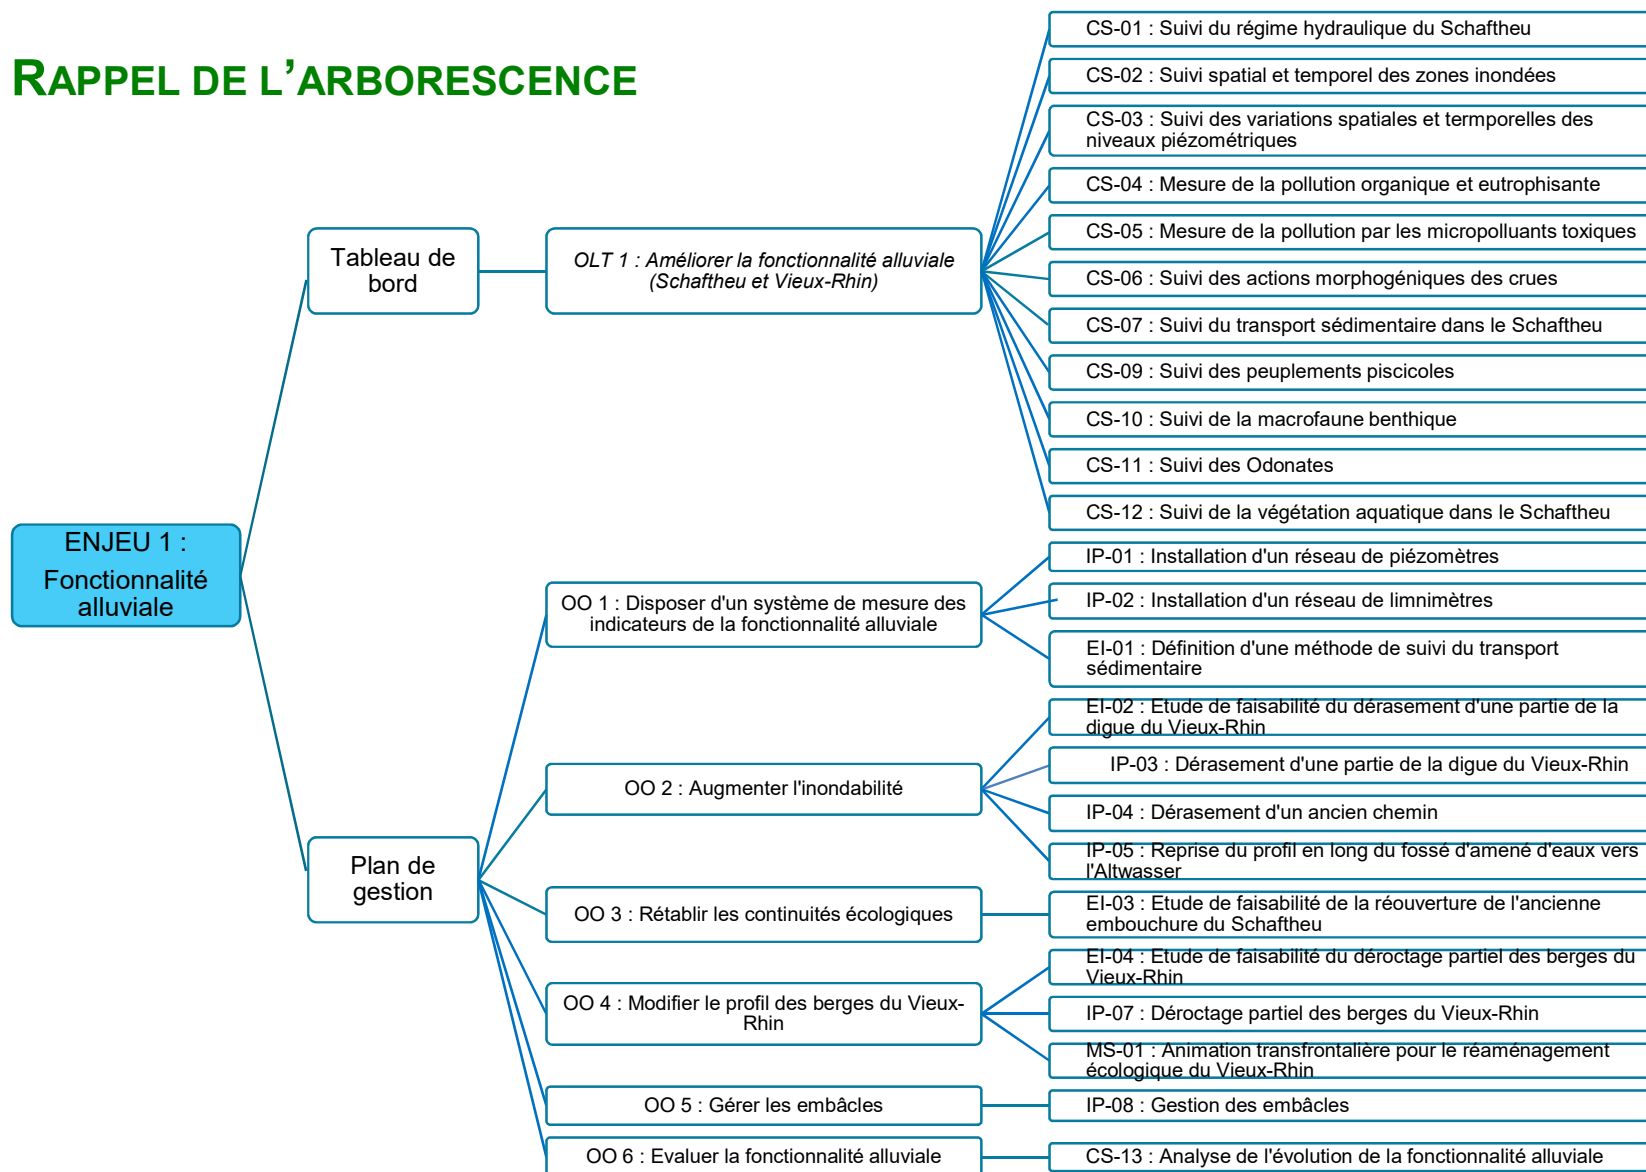 RAPPEL DE L'ARBORESCENCE
ENJEU 1 :
Fonctionnalité
alluviale
Tableau de
bord
OLT 1 : Améliorer la fonctionnalité alluviale
(Schaftheu et Vieux-Rhin)
CS-01 : Suivi du régime hydraulique du Schaftheu
CS-02 : Suivi spatial et temporel des zones inondées
CS-03 : Suivi des variations spatiales et termporelles des
niveaux piézométriques
CS-04 : Mesure de la pollution organique et eutrophisante
CS-05 : Mesure de la pollution par les micropolluants toxiques
CS-06 : Suivi des actions morphogéniques des crues
CS-07 : Suivi du transport sédimentaire dans le Schaftheu
CS-09 : Suivi des peuplements piscicoles
CS-10 : Suivi de la macrofaune benthique
CS-11 : Suivi des Odonates
CS-12 : Suivi de la végétation aquatique dans le Schaftheu
Plan de
gestion
OO 1 : Disposer d'un système de mesure des
indicateurs de la fonctionnalité alluviale
IP-01 : Installation d'un réseau de piézomètres
IP-02 : Installation d'un réseau de limnimètres
EI-01 : Définition d'une méthode de suivi du transport
sédimentaire
OO 2 : Augmenter l'inondabilité
EI-02 : Etude de faisabilité du dérasement d'une partie de la
digue du Vieux-Rhin
IP-03 : Dérasement d'une partie de la digue du Vieux-Rhin
IP-04 : Dérasement d'un ancien chemin
IP-05 : Reprise du profil en long du fossé d'amené d'eaux vers
l'Altwasser
OO 3 : Rétablir les continuités écologiques
EI-03 : Etude de faisabilité de la réouverture de l'ancienne
embouchure du Schaftheu
OO 4 : Modifier le profil des berges du Vieux-
Rhin
EI-04 : Etude de faisabilité du déroctage partiel des berges du
Vieux-Rhin
IP-07 : Déroctage partiel des berges du Vieux-Rhin
MS-01 : Animation transfrontalière pour le réaménagement
écologique du Vieux-Rhin
OO 5 : Gérer les embâcles
IP-08 : Gestion des embâcles
OO 6 : Evaluer la fonctionnalité alluviale
CS-13 : Analyse de l'évolution de la fonctionnalité alluviale